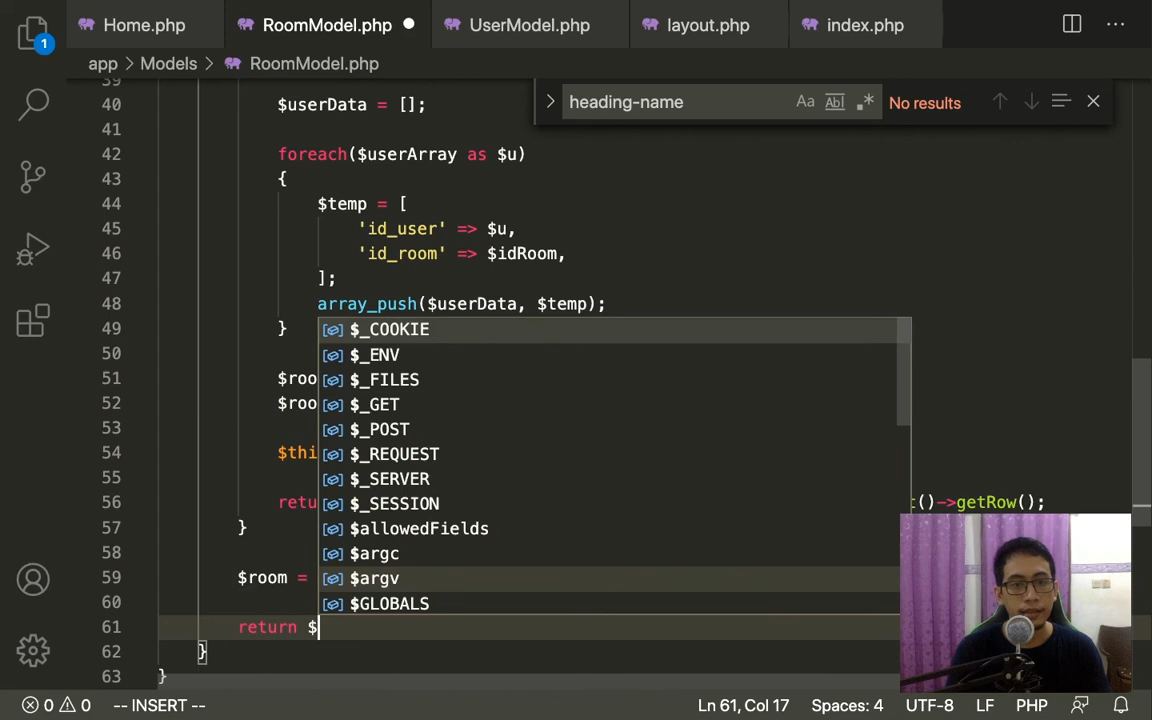 1
Home.php
RoomModel.php
UserModel.php
layout.php
index.php
app > Models > RoomModel.php
heading-name
Aa
Abl
.*
No results
39
40 $userData = [];
41
42 foreach($userArray as $u)
43 {
44 $temp = [
45 'id_user' => $u,
46 'id_room' => $idRoom,
47 ];
48 array_push($userData, $temp);
49 }
50
51 $roo
52 $roo
53
54 $thi
55
56 retu t()->getRow();
57 }
58
59 $room =
60
61 return $
62 }
63 }
$_COOKIE
$_ENV
$_FILES
$_GET
$_POST
$_REQUEST
$_SERVER
$_SESSION
$allowedFields
$argc
$argv
$GLOBALS
0 0 -- INSERT -- Ln 61, Col 17 Spaces: 4 UTF-8 LF PHP